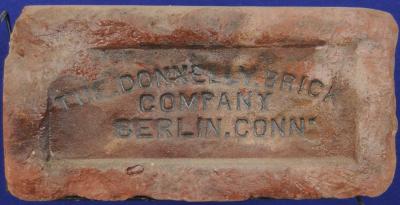 THE DONNELLY BRICK
COMPANY
BERLIN. CONN